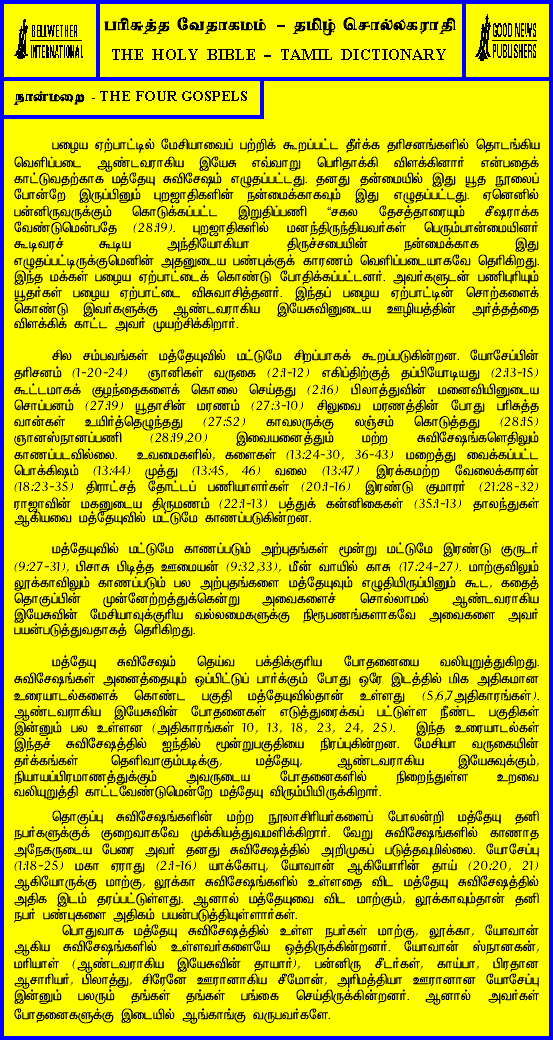 BELLWETHER
INTERNATIONAL
பரிசுத்த வேதாகமம் - தமிழ் சொல்லகராதி
THE HOLY BIBLE - TAMIL DICTIONARY
GOOD NEWS
PUBLISHERS
நான்மறை - THE FOUR GOSPELS
பழைய ஏற்பாட்டில் மேசியாவைப் பற்றிக் கூறப்பட்ட தீர்க்க தரிசனங்களில் தொடங்கிய
வெளிப்படை ஆண்டவராகிய இயேசு எவ்வாறு பெரிதாக்கி விளக்கினார் என்பதைக்
காட்டுவதற்காக மத்தேயு சுவிசேஷம் எழுதப்பட்டது. தனது தன்மையில் இது யூத நூலைப்
போன்றே இருப்பினும் புறஜாதிகளின் நன்மைக்காகவும் இது எழுதப்பட்டது. ஏனெனில்
பன்னிருவருக்கும் கொடுக்கப்பட்ட இறுதிப்பணி "சகல தேசத்தாரையும் சீஷராக்க
வேண்டுமென்பதே (28:19). புறஜாதிகளில் மனந்திருந்தியவர்கள் பெரும்பான்மையினர்
கூடிவரச் கூடிய அந்தியோகியா திருச்சபையின் நன்மைக்காக இது
எழுதப்பட்டிருக்குமெனின் அதனுடைய பண்புக்குக் காரணம் வெளிப்படையாகவே தெரிகிறது.
இந்த மக்கள் பழைய ஏற்பாட்டைக் கொண்டு போதிக்கப்பட்டனர். அவர்களுடன் பணிபுரியும்
யூதர்கள் பழைய ஏற்பாட்டை விசுவாசித்தனர். இந்தப் பழைய ஏற்பாட்டின் சொற்களைக்
கொண்டு இவர்களுக்கு ஆண்டவராகிய இயேசுவினுடைய ஊழியத்தின் அர்த்தத்தை
விளக்கிக் காட்ட அவர் முயற்சிக்கிறார்.
சில சம்பவங்கள் மத்தேயுவில் மட்டுமே சிறப்பாகக் கூறப்படுகின்றன. யோசேப்பின்
தரிசனம் (1-20-24) ஞானிகள் வருகை (2:1-12) எகிப்திற்குத் தப்பியோடியது (2:13-15)
கூட்டமாகக் குழந்தைகளைக் கொலை செய்தது (2:16) பிலாத்துவின் மனைவியினுடைய
சொப்பனம் (27:19) யூதாசின் மரணம் (27:3-10) சிலுவை மரணத்தின் போது பரிசுத்த
வான்கள் உயிர்த்தெழுந்தது (27:52) காவலருக்கு லஞ்சம் கொடுத்தது (28:15)
ஞானஸ்நானப்பணி (28:19,20) இவையனைத்தும் மற்ற சுவிசேஷங்களெதிலும்
காணப்படவில்லை. உவமைகளில், களைகள் (13:24-30, 36-43) மறைத்து வைக்கப்பட்ட
பொக்கிஷம் (13:44) முத்து (13:45, 46) வலை (13:47) இரக்கமற்ற வேலைக்காரன்
(18:23-35) திராட்சத் தோட்டப் பணியாளர்கள் (20:1-16) இரண்டு குமாரர் (21:28-32)
ராஜாவின் மகனுடைய திருமணம் (22:1-13) பத்துக் கன்னிகைகள் (35:1-13) தாலந்துகள்
ஆகியவை மத்தேயுவில் மட்டுமே காணப்படுகின்றன.
மத்தேயுவில் மட்டுமே காணப்படும் அற்புதங்கள் மூன்று மட்டுமே இரண்டு குருடர்
(9:27-31), பிசாசு பிடித்த ஊமையன் (9:32,33), மீன் வாயில் காசு (17:24-27). மாற்குவிலும்
லூக்காவிலும் காணப்படும் பல அற்புதங்களை மத்தேயுவும் எழுதியிருப்பினும் கூட, கதைத்
தொகுப்பின் முன்னேற்றத்துக்கென்று அவைகளைச் சொல்லாமல் ஆண்டவராகிய
இயேசுவின் மேசியாவுக்குரிய வல்லமைகளுக்கு நிரூபணங்களாகவே அவைகளை அவர்
பயன்படுத்துவதாகத் தெரிகிறது.
மத்தேயு சுவிசேஷம் தெய்வ பக்திக்குரிய போதனையை வலியுறுத்துகிறது.
சுவிசேஷங்கள் அனைத்தையும் ஒப்பிட்டுப் பார்க்கும் போது ஒரே இடத்தில் மிக அதிகமான
உரையாடல்களைக் கொண்ட பகுதி மத்தேயுவில்தான் உள்ளது (5,6,7அதிகாரங்கள்).
ஆண்டவராகிய இயேசுவின் போதனைகள் எடுத்துரைக்கப் பட்டுள்ள நீண்ட பகுதிகள்
இன்னும் பல உள்ளன (அதிகாரங்கள் 10, 13, 18, 23, 24, 25). இந்த உரையாடல்கள்
இந்தச் சுவிசேஷத்தில் ஐந்தில் மூன்றுபகுதியை நிரப்புகின்றன. மேசியா வருகையின்
தர்க்கங்கள் தெளிவாகும்படிக்கு, மத்தேயு, ஆண்டவராகிய இயேசுவுக்கும்,
நியாயப்பிரமாணத்துக்கும் அவருடைய போதனைகளில் நிறைந்துள்ள உறவை
வலியுறுத்தி காட்டவேண்டுமென்றே மத்தேயு விரும்பியிருக்கிறார்.
தொகுப்பு சுவிசேஷங்களின் மற்ற நூலாசிரியர்களைப் போலன்றி மத்தேயு தனி
நபர்களுக்குக் குறைவாகவே முக்கியத்துவமளிக்கிறார். வேறு சுவிசேஷங்களில் காணாத
அநேகருடைய பேரை அவர் தனது சுவிசேஷத்தில் அறிமுகப் படுத்தவுமில்லை. யோசேப்பு
(1:18-25) மகா ஏராது (2:1-16) யாக்கோபு, யோவான் ஆகியோரின் தாய் (20:20, 21)
ஆகியோருக்கு மாற்கு, லூக்கா சுவிசேஷங்களில் உள்ளதை விட மத்தேயு சுவிசேஷத்தில்
அதிக இடம் தரப்பட்டுள்ளது. ஆனால் மத்தேயுவை விட மாற்கும், லூக்காவும்தான் தனி
நபர் பண்புகளை அதிகம் பயன்படுத்தியுள்ளார்கள்.
பொதுவாக மத்தேயு சுவிசேஷத்தில் உள்ள நபர்கள் மாற்கு, லூக்கா, யோவான்
ஆகிய சுவிசேஷங்களில் உள்ளவர்களையே ஒத்திருக்கின்றனர். யோவான் ஸ்நானகன்,
மரியாள் (ஆண்டவராகிய இயேசுவின் தாயார்), பன்னிரு சீடர்கள், காய்பா, பிரதான
ஆசாரியர், பிலாத்து, சிரேனே ஊரானாகிய சீமோன், அரிமத்தியா ஊரானான யோசேப்பு
இன்னும் பலரும் தங்கள் தங்கள் பங்கை செய்திருக்கின்றனர். ஆனால் அவர்கள்
போதனைகளுக்கு இடையில் ஆங்காங்கு வருபவர்களே.